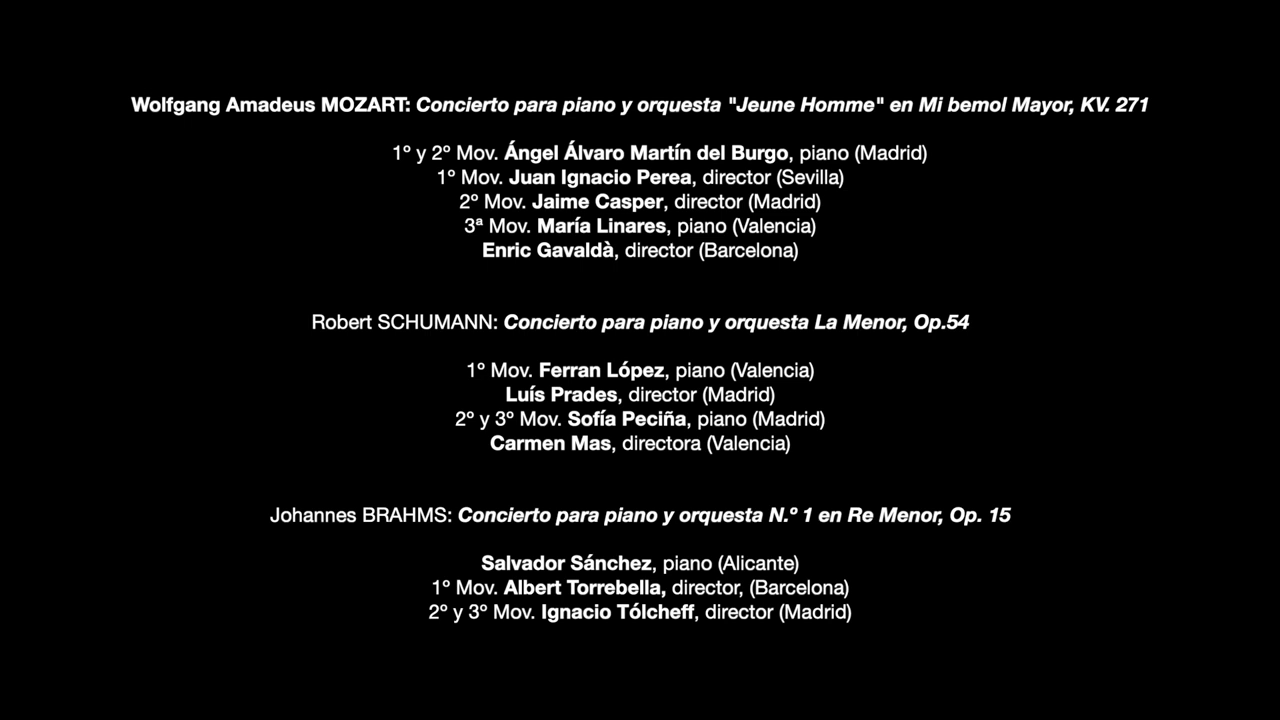 Wolfgang Amadeus MOZART: Concierto para piano y orquesta "Jeune Homme" en Mi bemol Mayor, KV. 271
1º y 2º Mov. Ángel Álvaro Martín del Burgo, piano (Madrid)
1º Mov. Juan Ignacio Perea, director (Sevilla)
2º Mov. Jaime Casper, director (Madrid)
3ª Mov. María Linares, piano (Valencia)
Enric Gavaldà, director (Barcelona)
Robert SCHUMANN: Concierto para piano y orquesta La Menor, Op.54
1º Mov. Ferran López, piano (Valencia)
Luís Prades, director (Madrid)
2º y 3º Mov. Sofía Peciña, piano (Madrid)
Carmen Mas, directora (Valencia)
Johannes BRAHMS: Concierto para piano y orquesta N.º 1 en Re Menor, Op. 15
Salvador Sánchez, piano (Alicante)
1º Mov. Albert Torrebella, director, (Barcelona)
2º y 3º Mov. Ignacio Tólcheff, director (Madrid)